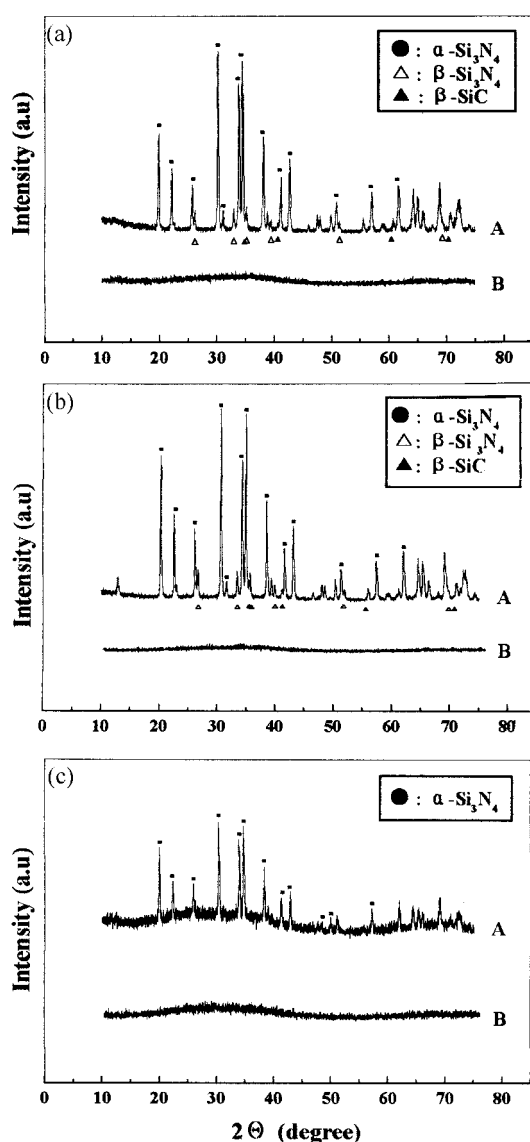 (a)
● : α-Si₃N₄
△ : β-Si₃N₄
▲ : β-SiC
Intensity (a.u)
A
B
0 10 20 30 40 50 60 70 80
(b)
● : α-Si₃N₄
△ : β-Si₃N₄
▲ : β-SiC
Intensity (a.u)
A
B
0 10 20 30 40 50 60 70 80
(c)
● : α-Si₃N₄
Intensity (a.u)
A
B
0 10 20 30 40 50 60 70 80
2Θ (degree)